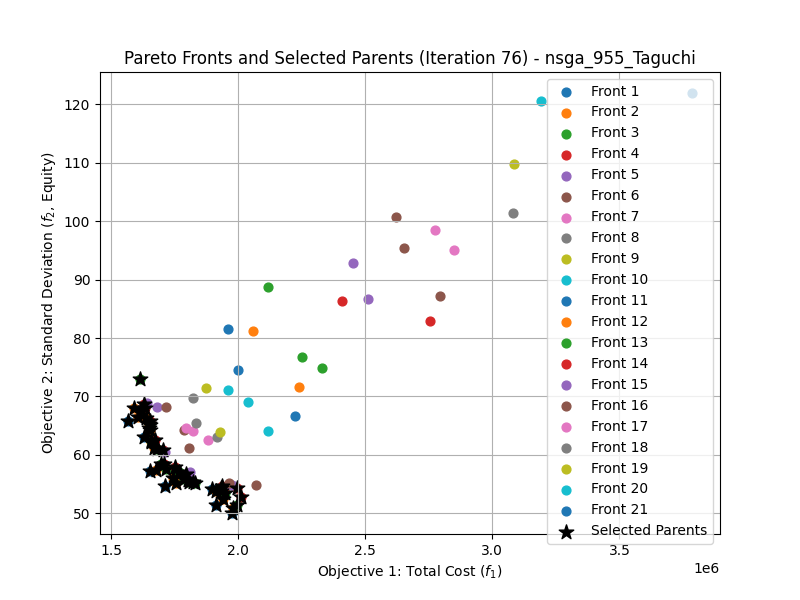 Pareto Fronts and Selected Parents (Iteration 76) - nsga_955_Taguchi
Objective 2: Standard Deviation (f₂, Equity)
120
110
100
90
80
70
60
50
1.5
2.0
2.5
3.0
3.5
1e6
Objective 1: Total Cost (f₁)
Front 1
Front 2
Front 3
Front 4
Front 5
Front 6
Front 7
Front 8
Front 9
Front 10
Front 11
Front 12
Front 13
Front 14
Front 15
Front 16
Front 17
Front 18
Front 19
Front 20
Front 21
Selected Parents